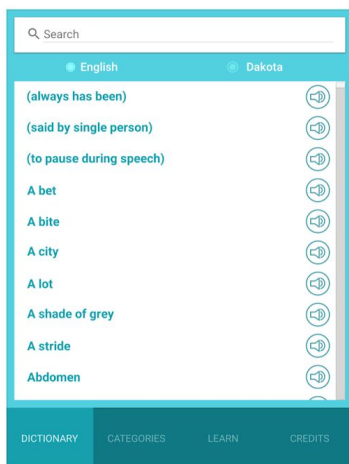 Search
English Dakota
(always has been)
(said by single person)
(to pause during speech)
A bet
A bite
A city
A lot
A shade of grey
A stride
Abdomen
DICTIONARY CATEGORIES LEARN CREDITS